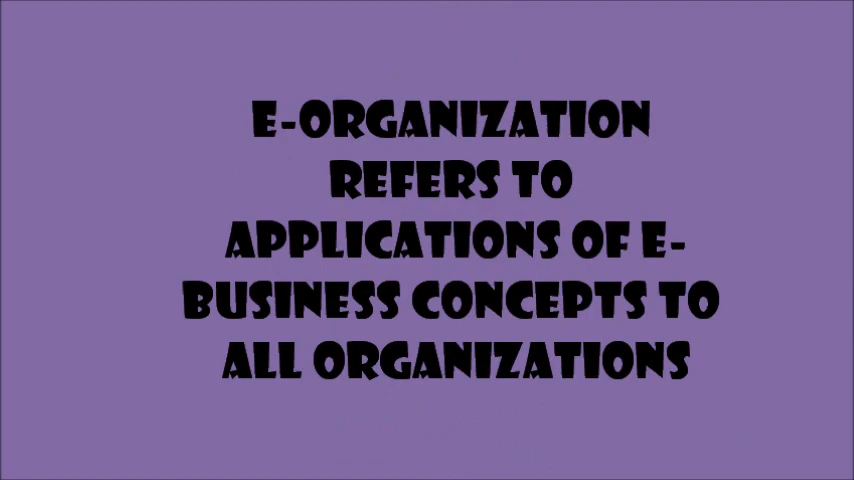 E-ORGANIZATION
REFERS TO
APPLICATIONS OF E-
BUSINESS CONCEPTS TO
ALL ORGANIZATIONS